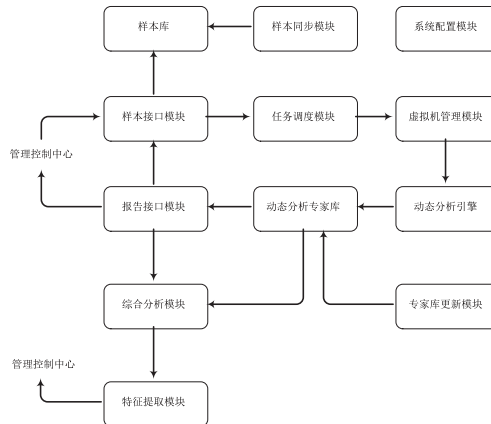 样本库
样本同步模块
系统配置模块
样本接口模块
任务调度模块
虚拟机管理模块
管理控制中心
报告接口模块
动态分析专家库
动态分析引擎
综合分析模块
专家库更新模块
管理控制中心
特征提取模块